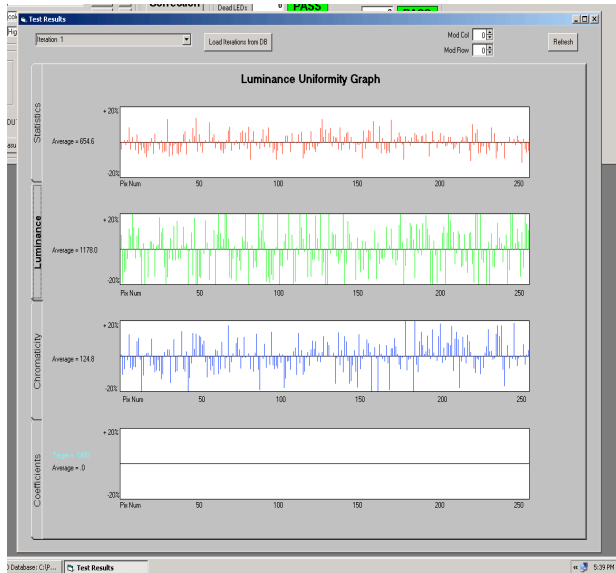 Correction
Dead LEDs
PASS
PASS
Test Results
Iteration 1
Load Iterations from DB
Mod Col 0
Mod Row 0
Refresh
Luminance Uniformity Graph
Statistics
Luminance
Chromaticity
Coefficients
+ 20%
Average = 654.6
-20%
Pix Num 50 100 150 200 250
+ 20%
Average = 1178.0
-20%
Pix Num 50 100 150 200 250
+ 20%
Average = 124.8
-20%
Pix Num 50 100 150 200 250
+ 20%
Average = .0
-20%
Pix Num 50 100 150 200 250
Database: C:\P...
Test Results
5:39 PM